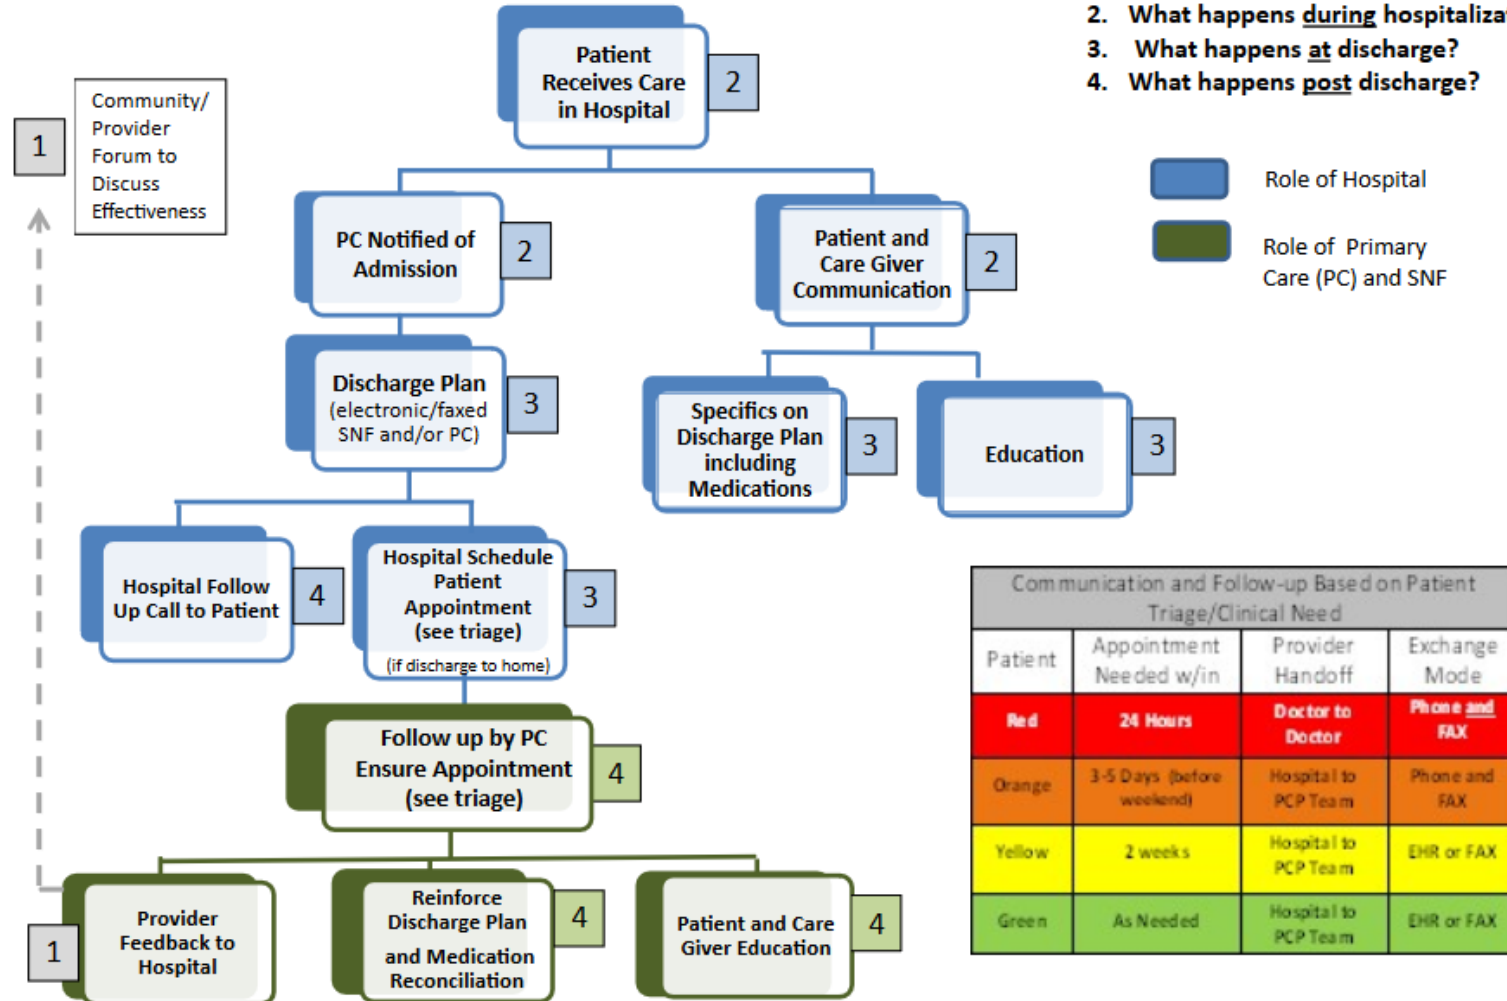 2. What happens during hospitaliza
3. What happens at discharge?
4. What happens post discharge?
Role of Hospital
Role of Primary
Care (PC) and SNF
1
Community/
Provider
Forum to
Discuss
Effectiveness
Patient
Receives Care
in Hospital
2
PC Notified of
Admission
2
Patient and
Care Giver
Communication
2
Discharge Plan
(electronic/faxed
SNF and/or PC)
3
Specifics on
Discharge Plan
including
Medications
3
Education
3
Hospital Follow
Up Call to Patient
4
Hospital Schedule
Patient
Appointment
(see triage)
(if discharge to home)
3
Follow up by PC
Ensure Appointment
(see triage)
4
1
Provider
Feedback to
Hospital
Reinforce
Discharge Plan
and Medication
Reconciliation
4
Patient and Care
Giver Education
4
Communication and Follow-up Based on Patient
Triage/Clinical Need
Patient
Appointment
Needed w/in
Provider
Handoff
Exchange
Mode
Red
24 Hours
Doctor to
Doctor
Phone and
FAX
Orange
3-5 Days (before
weekend)
Hospital to
PCP Team
Phone and
FAX
Yellow
2 weeks
Hospital to
PCP Team
EHR or FAX
Green
As Needed
Hospital to
PCP Team
EHR or FAX